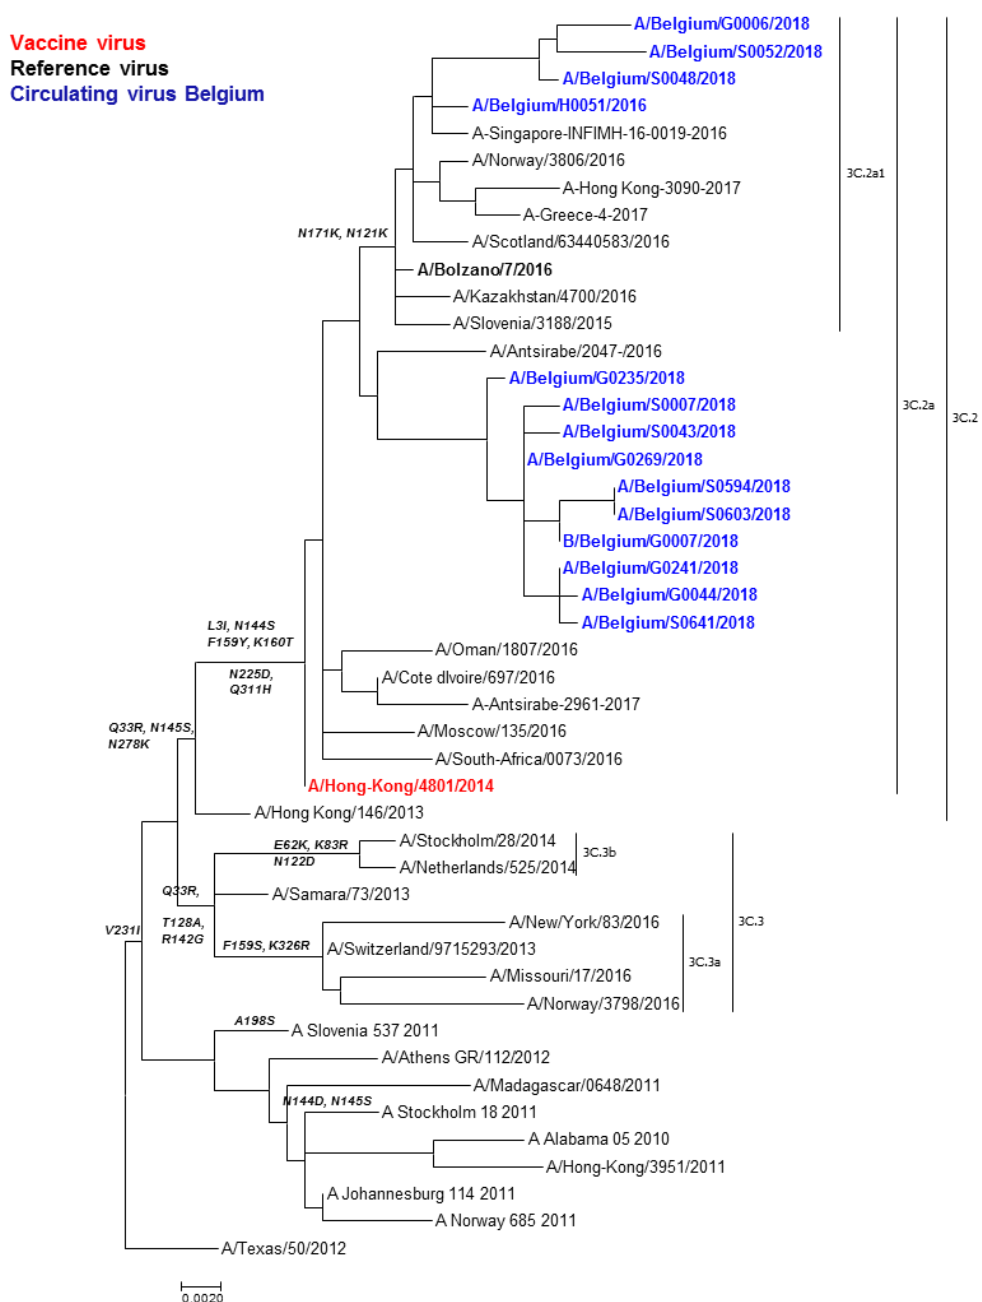 Vaccine virus
Reference virus
Circulating virus Belgium
A/Belgium/G0006/2018
A/Belgium/S0052/2018
A/Belgium/S0048/2018
A/Belgium/H0051/2016
A-Singapore-INFIMH-16-0019-2016
A/Norway/3806/2016
3C.2a1
A-Hong Kong-3090-2017
A-Greece-4-2017
N171K, N121K
A/Scotland/63440583/2016
A/Bolzano/7/2016
A/Kazakhstan/4700/2016
A/Slovenia/3188/2015
A/Antsirabe/2047-/2016
A/Belgium/G0235/2018
A/Belgium/S0007/2018
3C.2a
3C.2
A/Belgium/S0043/2018
A/Belgium/G0269/2018
A/Belgium/S0594/2018
A/Belgium/S0603/2018
B/Belgium/G0007/2018
A/Belgium/G0241/2018
A/Belgium/G0044/2018
A/Belgium/S0641/2018
L3I, N144S
F159Y, K160T
A/Oman/1807/2016
N225D,
Q311H
A/Cote dIvoire/697/2016
A-Antsirabe-2961-2017
Q33R, N145S,
N278K
A/Moscow/135/2016
A/South-Africa/0073/2016
A/Hong-Kong/4801/2014
A/Hong Kong/146/2013
E62K, K83R
N122D
A/Stockholm/28/2014
3C.3b
A/Netherlands/525/2014
Q33R,
A/Samara/73/2013
T128A,
R142G
A/New/York/83/2016
3C.3
V231I
F159S, K326R
A/Switzerland/9715293/2013
3C.3a
A/Missouri/17/2016
A/Norway/3798/2016
A198S
A Slovenia 537 2011
A/Athens GR/112/2012
A/Madagascar/0648/2011
N144D, N145S
A Stockholm 18 2011
A Alabama 05 2010
A/Hong-Kong/3951/2011
A Johannesburg 114 2011
A Norway 685 2011
A/Texas/50/2012
0.0020